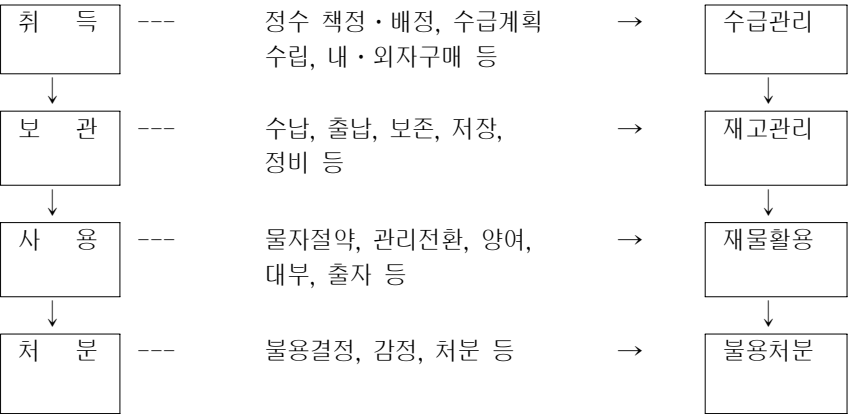 취 득 --- 정수 책정·배정, 수급계획 → 수급관리
수립, 내·외자구매 등
↓ ↓
보 관 --- 수납, 출납, 보존, 저장, → 재고관리
정비 등
↓ ↓
사 용 --- 물자절약, 관리전환, 양여, → 재물활용
대부, 출자 등
↓ ↓
처 분 --- 불용결정, 감정, 처분 등 → 불용처분